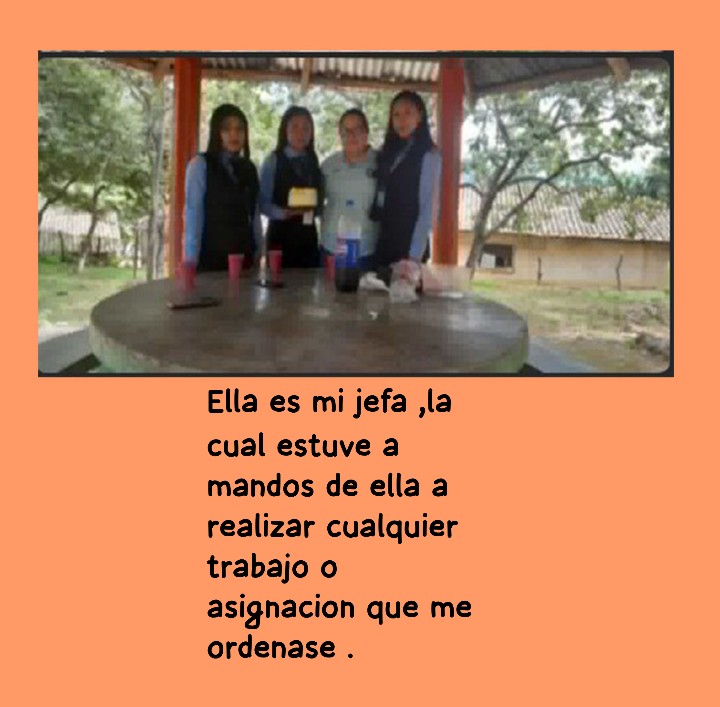 Ella es mi jefa ,la
cual estuve a
mandos de ella a
realizar cualquier
trabajo o
asignacion que me
ordenase .